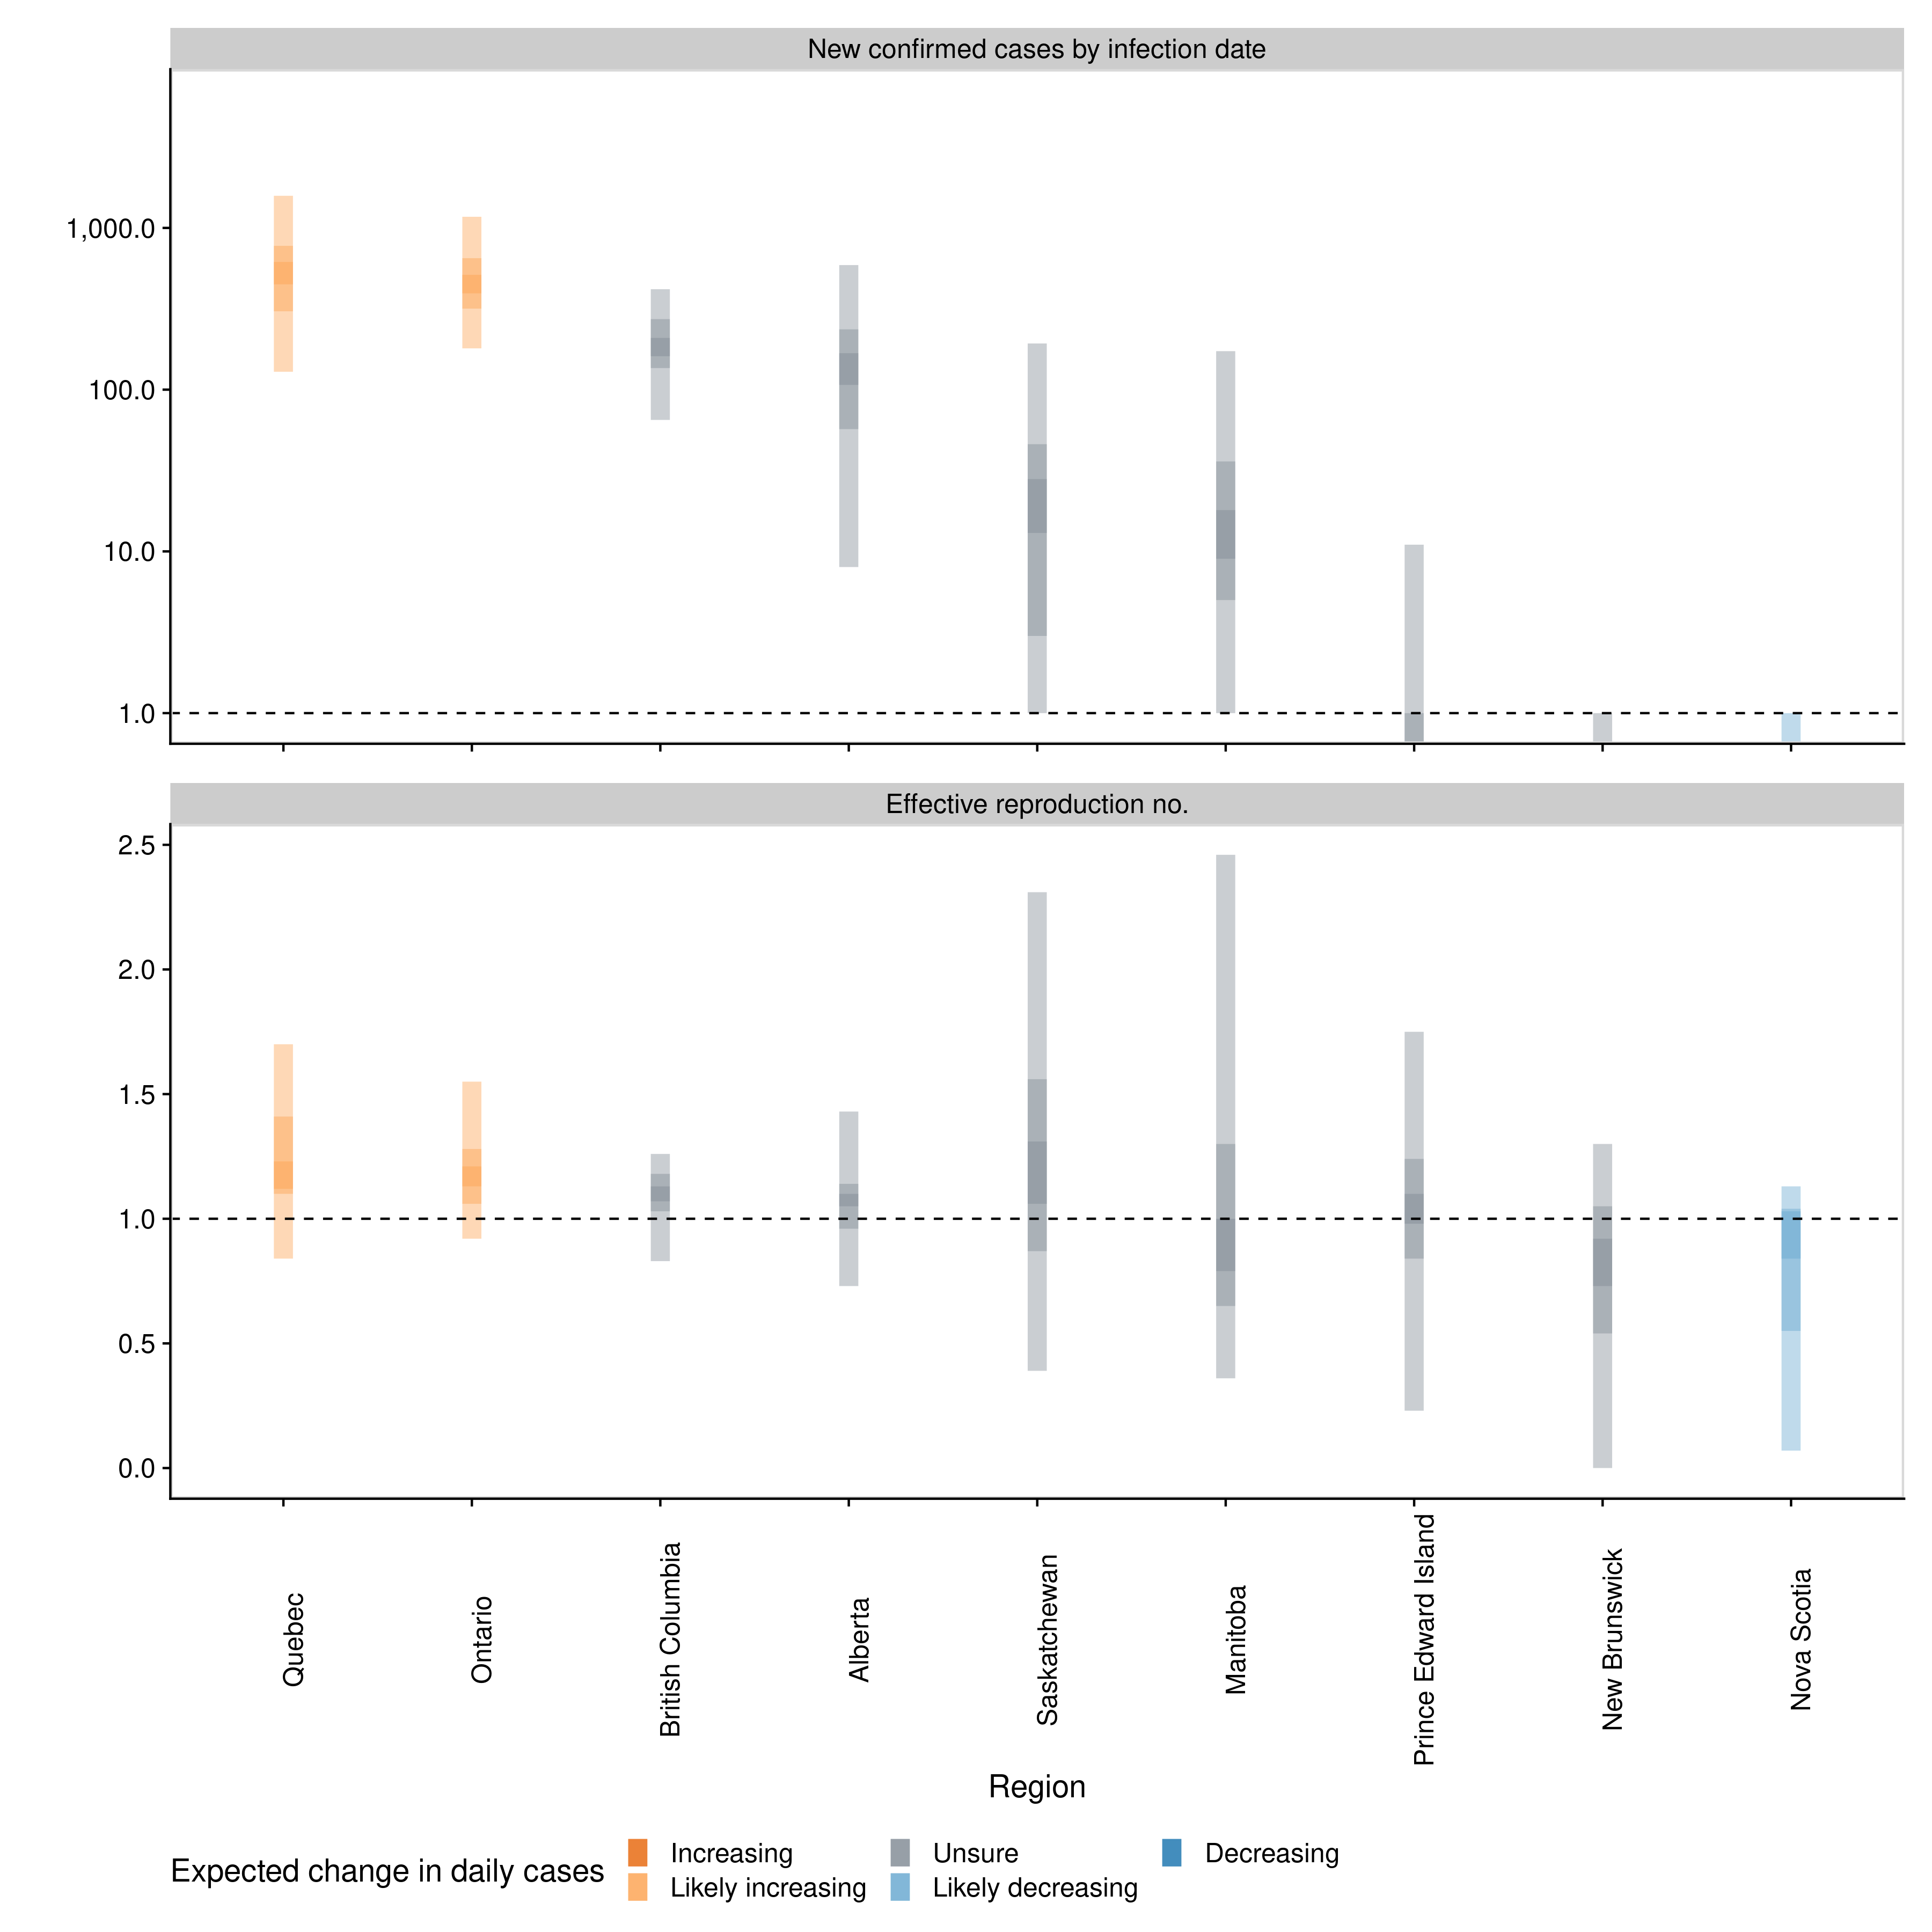 New confirmed cases by infection date
1,000.0
100.0
10.0
1.0
Effective reproduction no.
2.5
2.0
1.5
1.0
0.5
0.0
Quebec
Ontario
British Columbia
Alberta
Saskatchewan
Manitoba
Prince Edward Island
New Brunswick
Nova Scotia
Region
Expected change in daily cases
Increasing
Likely increasing
Unsure
Likely decreasing
Decreasing